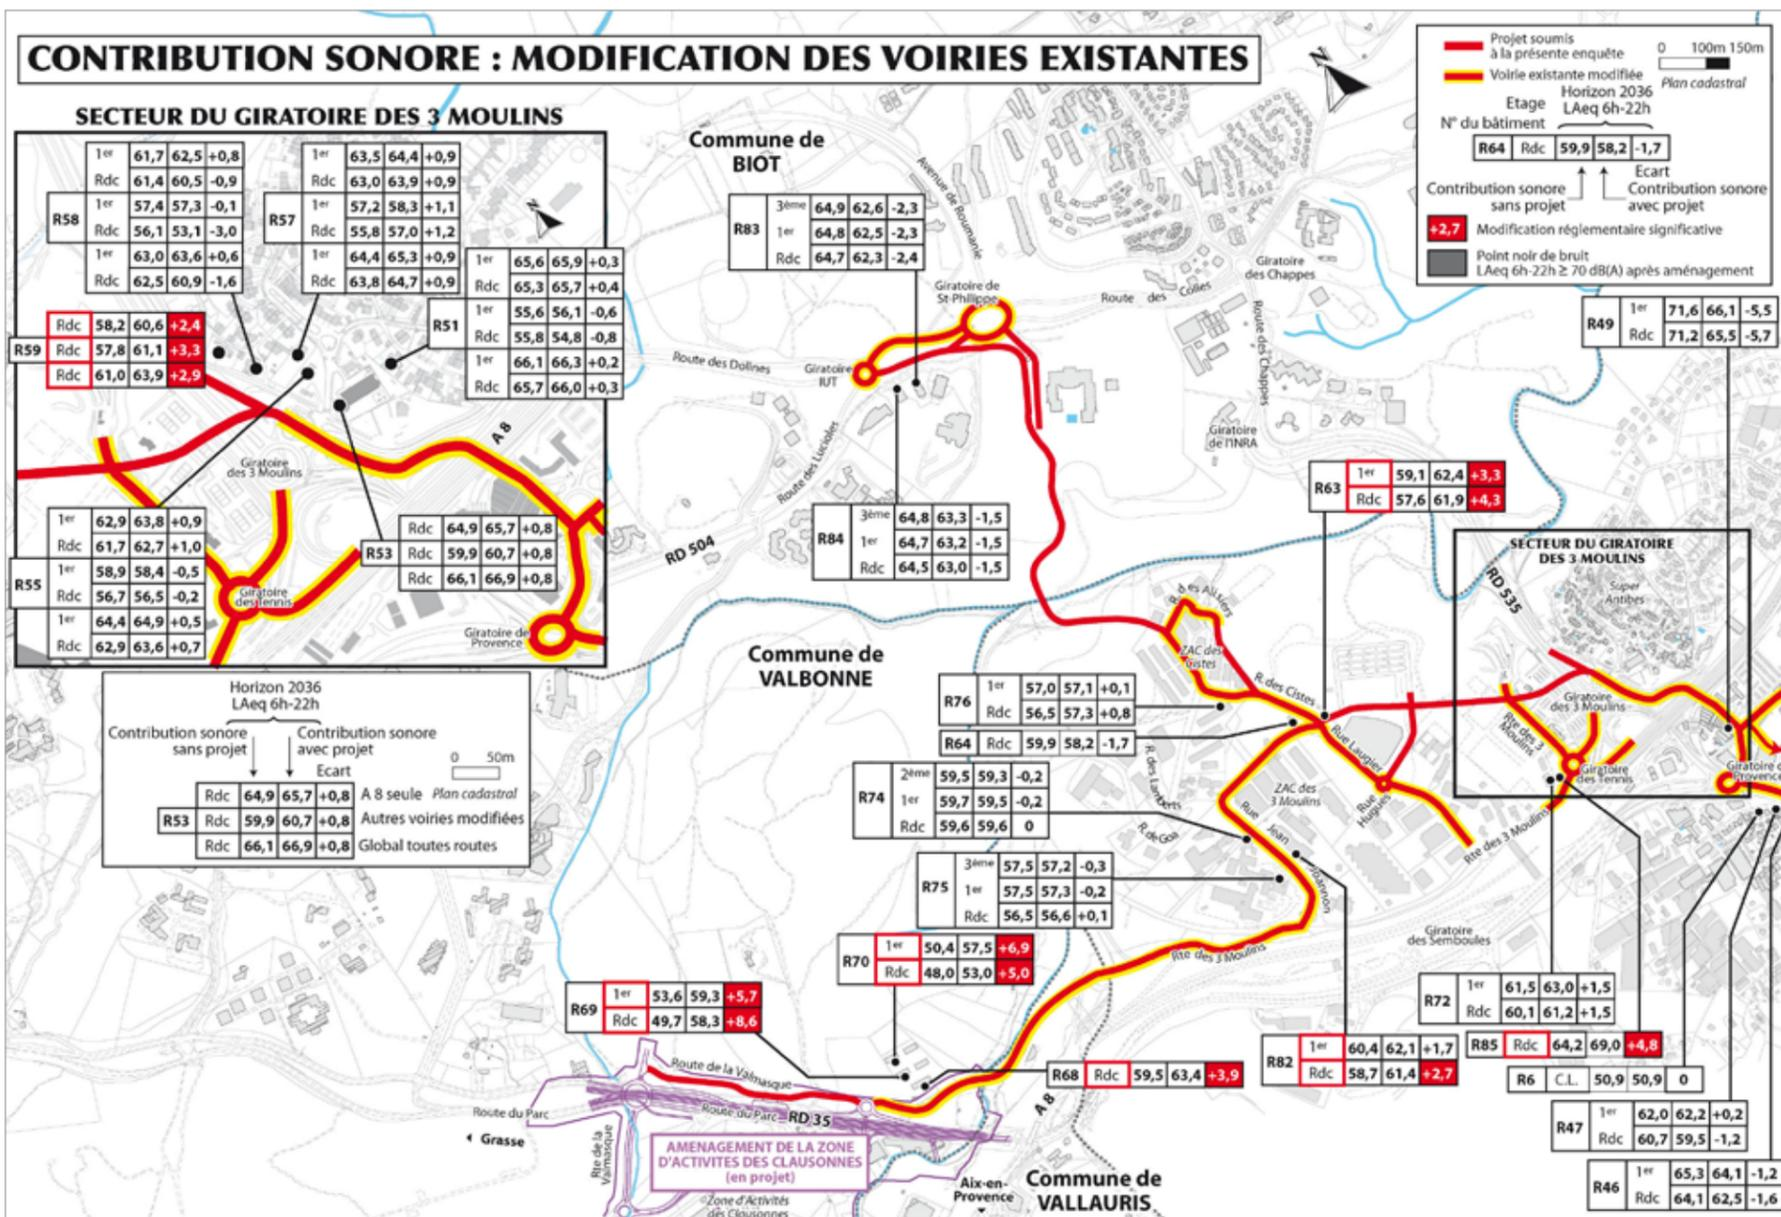 CONTRIBUTION SONORE : MODIFICATION DES VOIRIES EXISTANTES
N
Projet soumis
à la présente enquête
0 100m 150m
Plan cadastral
Voirie existante modifiée
Horizon 2036
LAeq 6h-22h
Etage
N° du bâtiment
R64 Rdc 59,9 58,2 -1,7
Ecart
Contribution sonore
sans projet
Contribution sonore
avec projet
+2,7 Modification réglementaire significative
Point noir de bruit
LAeq 6h-22h ≥ 70 dB(A) après aménagement
SECTEUR DU GIRATOIRE DES 3 MOULINS
R58
1er 61,7 62,5 +0,8
Rdc 61,4 60,5 -0,9
1er 57,4 57,3 -0,1
Rdc 56,1 53,1 -3,0
1er 63,0 63,6 +0,6
Rdc 62,5 60,9 -1,6
R57
1er 63,5 64,4 +0,9
Rdc 63,0 63,9 +0,9
1er 57,2 58,3 +1,1
Rdc 55,8 57,0 +1,2
1er 64,4 65,3 +0,9
Rdc 63,8 64,7 +0,9
N
R51
1er 65,6 65,9 +0,3
Rdc 65,3 65,7 +0,4
1er 55,6 56,1 -0,6
Rdc 55,8 54,8 -0,8
1er 66,1 66,3 +0,2
Rdc 65,7 66,0 +0,3
R59
Rdc 58,2 60,6 +2,4
Rdc 57,8 61,1 +3,3
Rdc 61,0 63,9 +2,9
A 8
Giratoire
des 3 Moulins
R55
1er 62,9 63,8 +0,9
Rdc 61,7 62,7 +1,0
1er 58,9 58,4 -0,5
Rdc 56,7 56,5 -0,2
1er 64,4 64,9 +0,5
Rdc 62,9 63,6 +0,7
R53
Rdc 64,9 65,7 +0,8
Rdc 59,9 60,7 +0,8
Rdc 66,1 66,9 +0,8
Giratoire
des Tennis
Giratoire de
Provence
Horizon 2036
LAeq 6h-22h
Contribution sonore
sans projet
Contribution sonore
avec projet
Ecart
0 50m
Plan cadastral
R53
Rdc 64,9 65,7 +0,8 A 8 seule
Rdc 59,9 60,7 +0,8 Autres voiries modifiées
Rdc 66,1 66,9 +0,8 Global toutes routes
Commune de
BIOT
Avenue de Roumanie
R83
3ème 64,9 62,6 -2,3
1er 64,8 62,5 -2,3
Rdc 64,7 62,3 -2,4
Giratoire de
St-Philippe
Route des Colles
Giratoire
des Chappes
Route des Chappes
Route des Dolines
Giratoire
IUT
Route des Lucioles
Giratoire
de l'INRA
RD 504
R84
3ème 64,8 63,3 -1,5
1er 64,7 63,2 -1,5
Rdc 64,5 63,0 -1,5
R49
1er 71,6 66,1 -5,5
Rdc 71,2 65,5 -5,7
R63
1er 59,1 62,4 +3,3
Rdc 57,6 61,9 +4,3
SECTEUR DU GIRATOIRE
DES 3 MOULINS
RD 535
Super
Antibes
Giratoire
des 3 Moulins
Rte des 3
Moulins
Giratoire
des Tennis
Provence
Rte des 3 Moulins
Commune de
VALBONNE
ZAC des
Cistes
R. des Cistes
Rue Laugier
Rue
Hugues
ZAC des
3 Moulins
R76
1er 57,0 57,1 +0,1
Rdc 56,5 57,3 +0,8
R64 Rdc 59,9 58,2 -1,7
R. des Lamberts
R. de Goa
Rue Jean Joannon
R74
2ème 59,5 59,3 -0,2
1er 59,7 59,5 -0,2
Rdc 59,6 59,6 0
R75
3ème 57,5 57,2 -0,3
1er 57,5 57,3 -0,2
Rdc 56,5 56,6 +0,1
R70
1er 50,4 57,5 +6,9
Rdc 48,0 53,0 +5,0
Rte des 3 Moulins
Giratoire
des Semboules
R69
1er 53,6 59,3 +5,7
Rdc 49,7 58,3 +8,6
R68 Rdc 59,5 63,4 +3,9
R82
1er 60,4 62,1 +1,7
Rdc 58,7 61,4 +2,7
R72
1er 61,5 63,0 +1,5
Rdc 60,1 61,2 +1,5
R85 Rdc 64,2 69,0 +4,8
R6 C.L. 50,9 50,9 0
R47
1er 62,0 62,2 +0,2
Rdc 60,7 59,5 -1,2
R46
1er 65,3 64,1 -1,2
Rdc 64,1 62,5 -1,6
Route de la Valmasque
Route du Parc
Route du Parc
RD 35
Grasse
Rte de la
Valmasque
A 8
AMENAGEMENT DE LA ZONE
D'ACTIVITES DES CLAUSONNES
(en projet)
Zone d'Activités
des Clausonnes
Aix-en-
Provence
Commune de
VALLAURIS